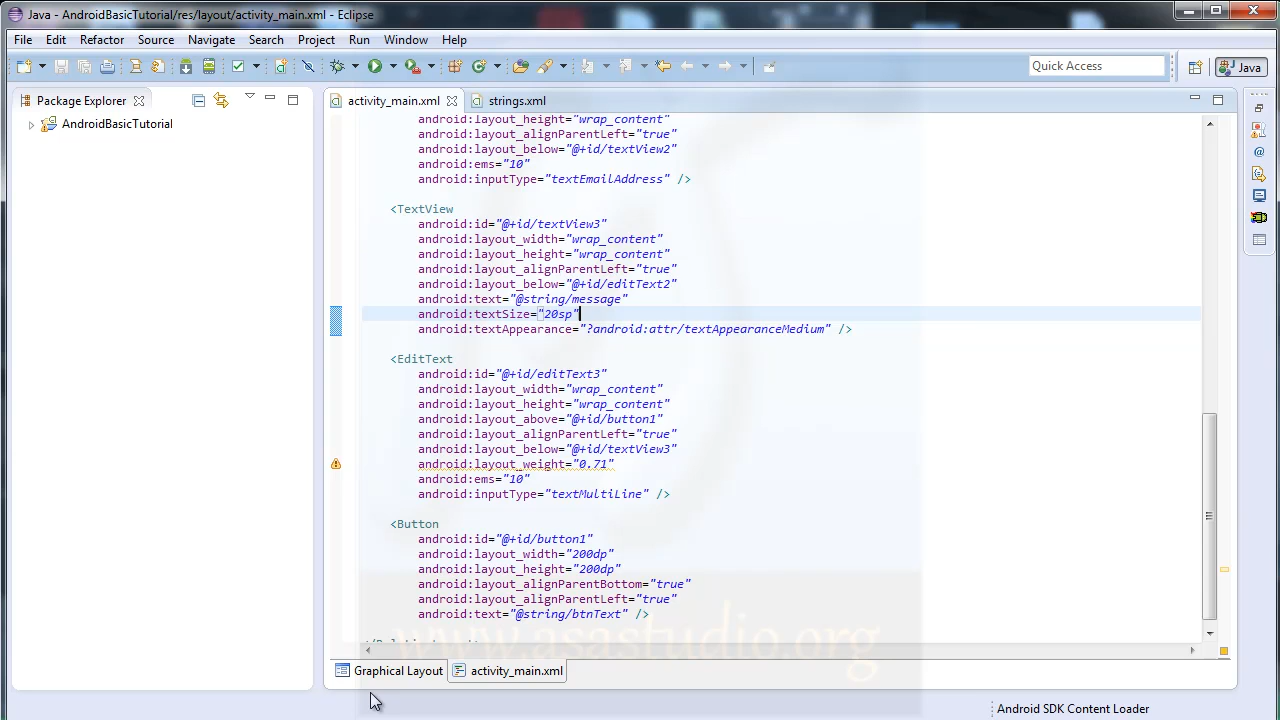 Java - AndroidBasicTutorial/res/layout/activity_main.xml - Eclipse
File Edit Refactor Source Navigate Search Project Run Window Help
Quick Access
Java
Package Explorer
AndroidBasicTutorial
activity_main.xml
strings.xml
android:layout_height="wrap_content"
android:layout_alignParentLeft="true"
android:layout_below="@+id/textView2"
android:ems="10"
android:inputType="textEmailAddress" />
<TextView
android:id="@+id/textView3"
android:layout_width="wrap_content"
android:layout_height="wrap_content"
android:layout_alignParentLeft="true"
android:layout_below="@+id/editText2"
android:text="@string/message"
android:textSize="20sp"
android:textAppearance="?android:attr/textAppearanceMedium" />
<EditText
android:id="@+id/editText3"
android:layout_width="wrap_content"
android:layout_height="wrap_content"
android:layout_above="@+id/button1"
android:layout_alignParentLeft="true"
android:layout_below="@+id/textView3"
android:layout_weight="0.71"
android:ems="10"
android:inputType="textMultiLine" />
<Button
android:id="@+id/button1"
android:layout_width="200dp"
android:layout_height="200dp"
android:layout_alignParentBottom="true"
android:layout_alignParentLeft="true"
android:text="@string/btnText" />
www.asastudio.org
Graphical Layout
activity_main.xml
Android SDK Content Loader